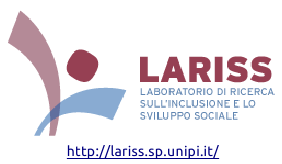 LARISS
LABORATORIO DI RICERCA
SULL'INCLUSIONE E LO
SVILUPPO SOCIALE
http://lariss.sp.unipi.it/